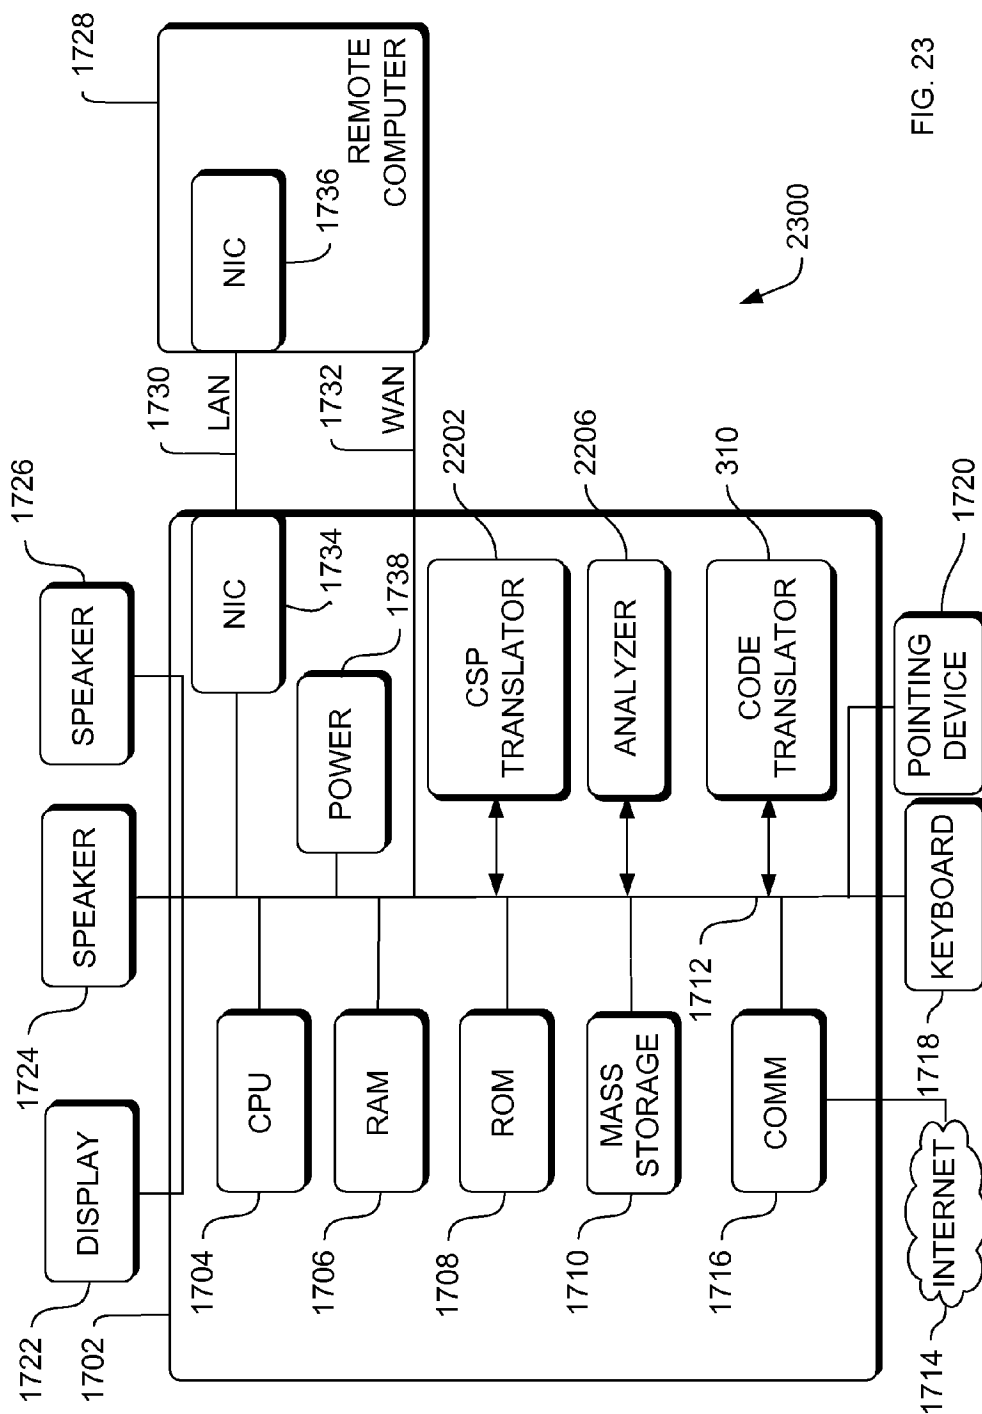 1722
DISPLAY
1724
SPEAKER
1726
SPEAKER
1728
1702
1704
CPU
NIC
1734
1730
LAN
NIC
1736
REMOTE
COMPUTER
1706
RAM
POWER
1738
1732
WAN
1708
ROM
CSP
TRANSLATOR
2202
1710
MASS
STORAGE
ANALYZER
2206
1712
1716
COMM
CODE
TRANSLATOR
310
2300
1714
INTERNET
1718
KEYBOARD
POINTING
DEVICE
1720
FIG. 23